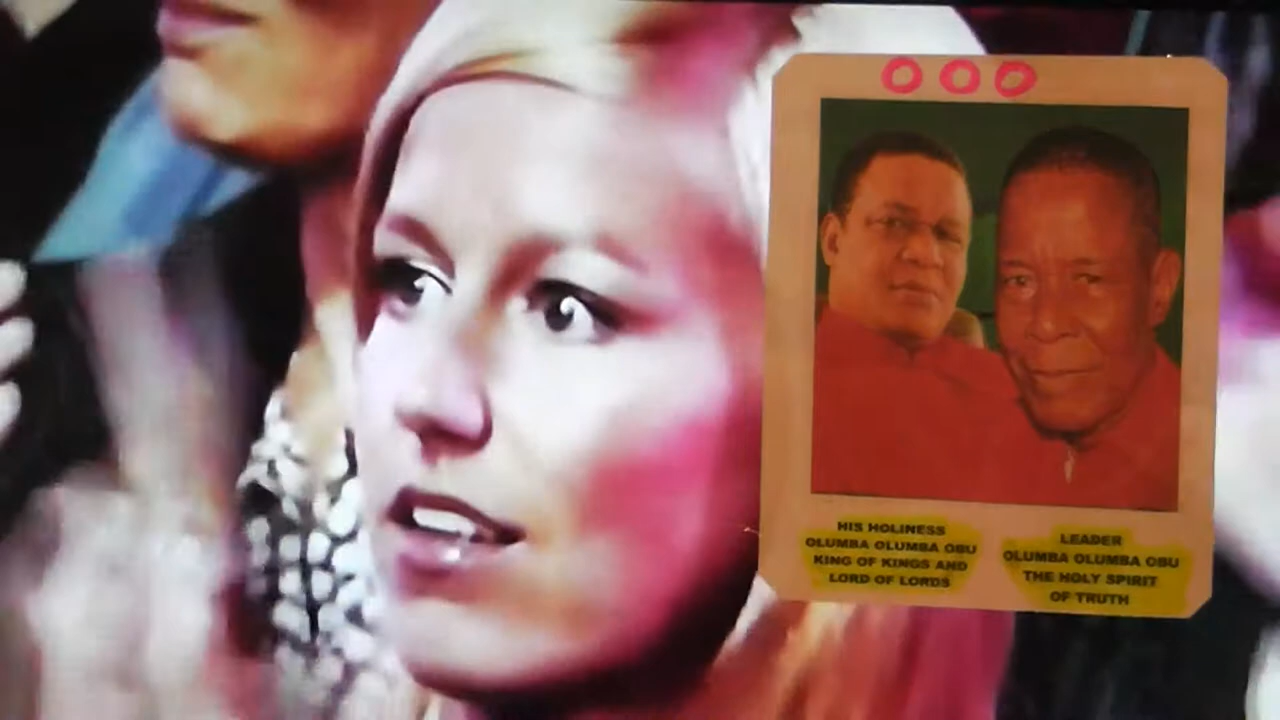 O O O
HIS HOLINESS
OLUMBA OLUMBA OBU
KING OF KINGS AND
LORD OF LORDS
LEADER
OLUMBA OLUMBA OBU
THE HOLY SPIRIT
OF TRUTH